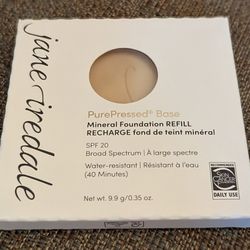 jane iredale
PurePressed® Base
Mineral Foundation REFILL
RECHARGE fond de teint minéral
SPF 20
Broad Spectrum | À large spectre
Water-resistant | Résistant à l'eau
(40 Minutes)
Net wt. 9.9 g/0.35 oz.
RECOMMENDED
DAILY USE